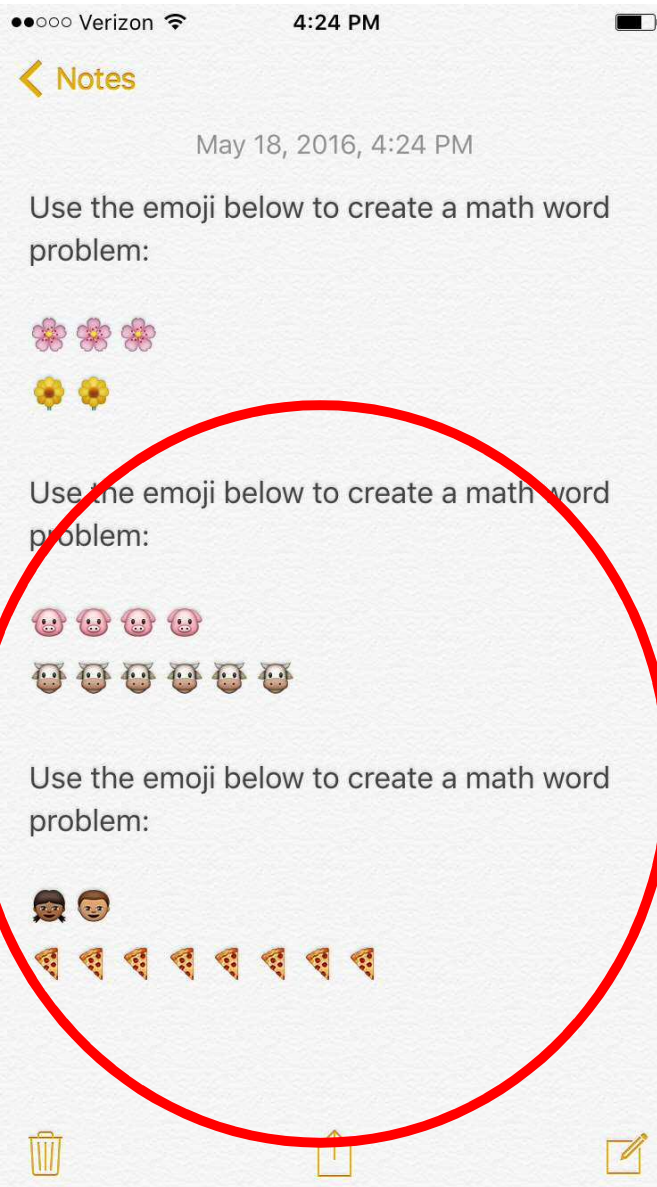 Verizon 4:24 PM
Notes
May 18, 2016, 4:24 PM
Use the emoji below to create a math word
problem:
Use the emoji below to create a math word
problem:
Use the emoji below to create a math word
problem: